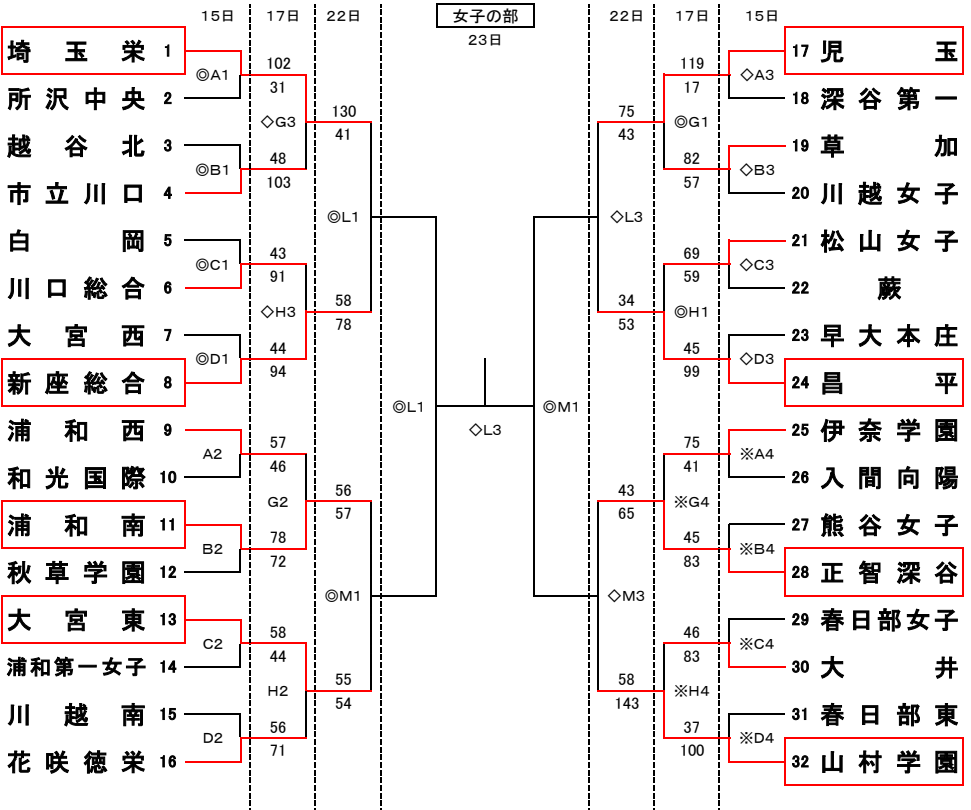 女子の部
15日 17日 22日 23日 22日 17日 15日
埼玉栄 1
所沢中央 2
越谷北 3
市立川口 4
白岡 5
川口総合 6
大宮西 7
新座総合 8
浦和西 9
和光国際 10
浦和南 11
秋草学園 12
大宮東 13
浦和第一女子 14
川越南 15
花咲徳栄 16
◎A1
◎B1
◎C1
◎D1
A2
B2
C2
D2
102
31
◇G3
48
103
43
91
◇H3
44
94
57
46
G2
78
72
58
44
H2
56
71
130
41
◎L1
58
78
56
57
◎M1
55
54
◎L1
◇L3
◎M1
75
43
◇L3
34
53
43
65
◇M3
58
143
119
17
◎G1
82
57
69
59
◎H1
45
99
75
41
※G4
45
83
46
83
※H4
37
100
◇A3
◇B3
◇C3
◇D3
※A4
※B4
※C4
※D4
17 児玉
18 深谷第一
19 草加
20 川越女子
21 松山女子
22 蕨
23 早大本庄
24 昌平
25 伊奈学園
26 入間向陽
27 熊谷女子
28 正智深谷
29 春日部女子
30 大井
31 春日部東
32 山村学園